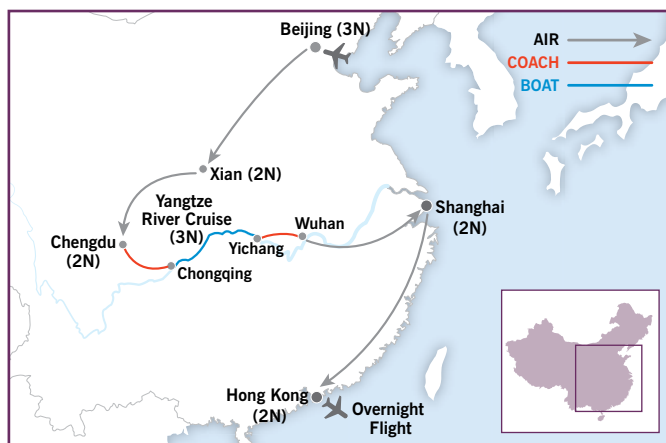 Beijing (3N)
AIR
COACH
BOAT
Xian (2N)
Yangtze
River Cruise
(3N)
Wuhan
Shanghai
(2N)
Chengdu
(2N)
Yichang
Chongqing
Hong Kong
(2N)
Overnight
Flight